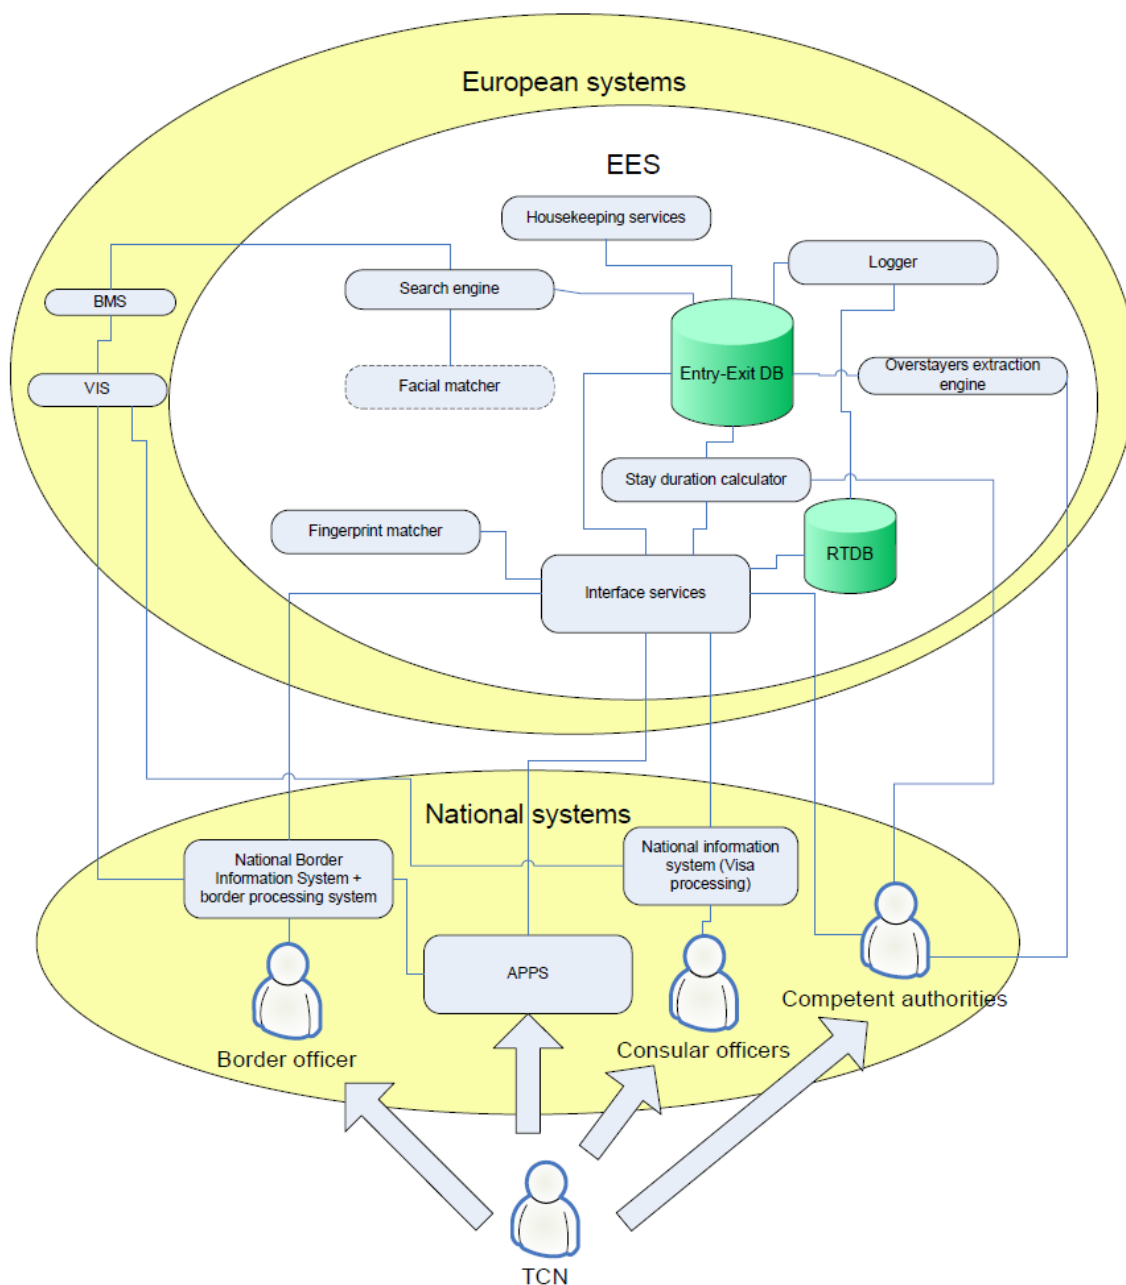 European systems
EES
Housekeeping services
Logger
Search engine
BMS
Entry-Exit DB
Overstayers extraction
engine
Facial matcher
VIS
Stay duration calculator
Fingerprint matcher
RTDB
Interface services
National systems
National Border
Information System +
border processing system
National information
system (Visa
processing)
APPS
Competent authorities
Border officer
Consular officers
TCN